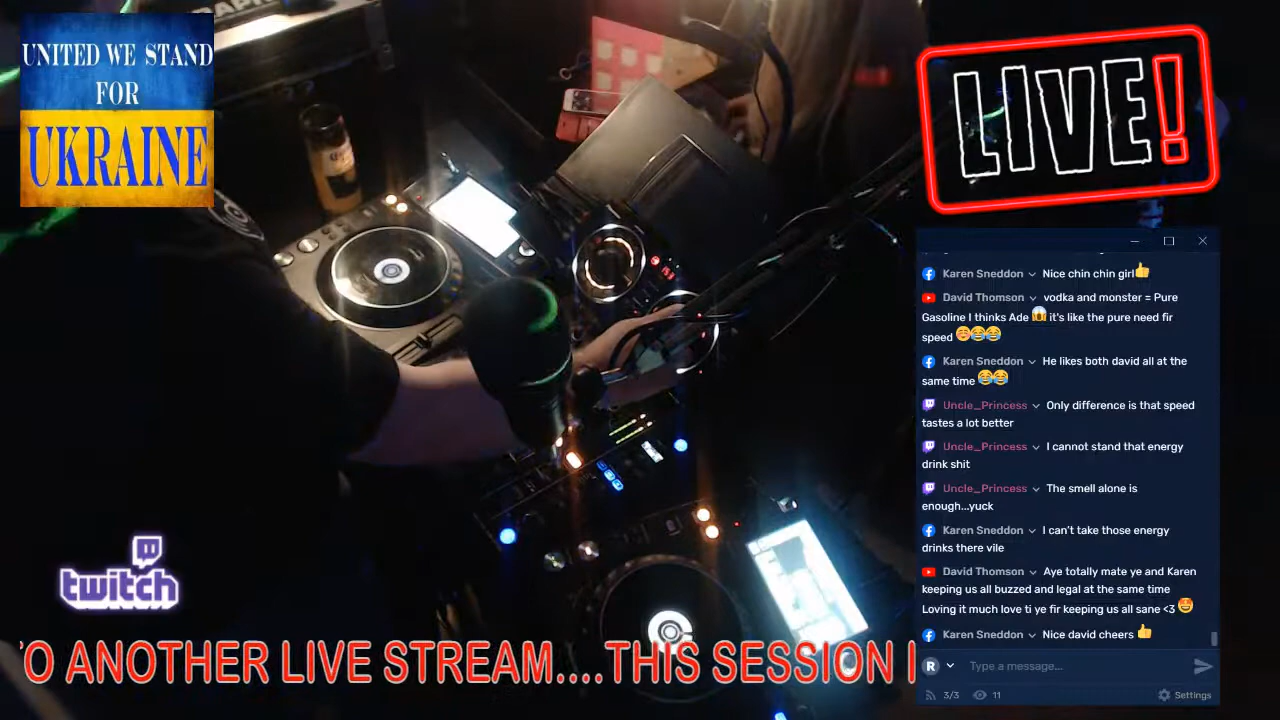 UNITED WE STAND
FOR
UKRAINE
LIVE!
Karen Sneddon Nice chin chin girl👍
David Thomson vodka and monster = Pure
Gasoline I thinks Ade 😱 it's like the pure need fir
speed ☺️😂😂
Karen Sneddon He likes both david all at the
same time 😂😂
Uncle_Princess Only difference is that speed
tastes a lot better
Uncle_Princess I cannot stand that energy
drink shit
Uncle_Princess The smell alone is
enough...yuck
Karen Sneddon I can't take those energy
drinks there vile
David Thomson Aye totally mate ye and Karen
keeping us all buzzed and legal at the same time
Loving it much love ti ye fir keeping us all sane <3 🤩
Karen Sneddon Nice david cheers 👍
R Type a message...
3/3 11 Settings
twitch
O ANOTHER LIVE STREAM....THIS SESSION